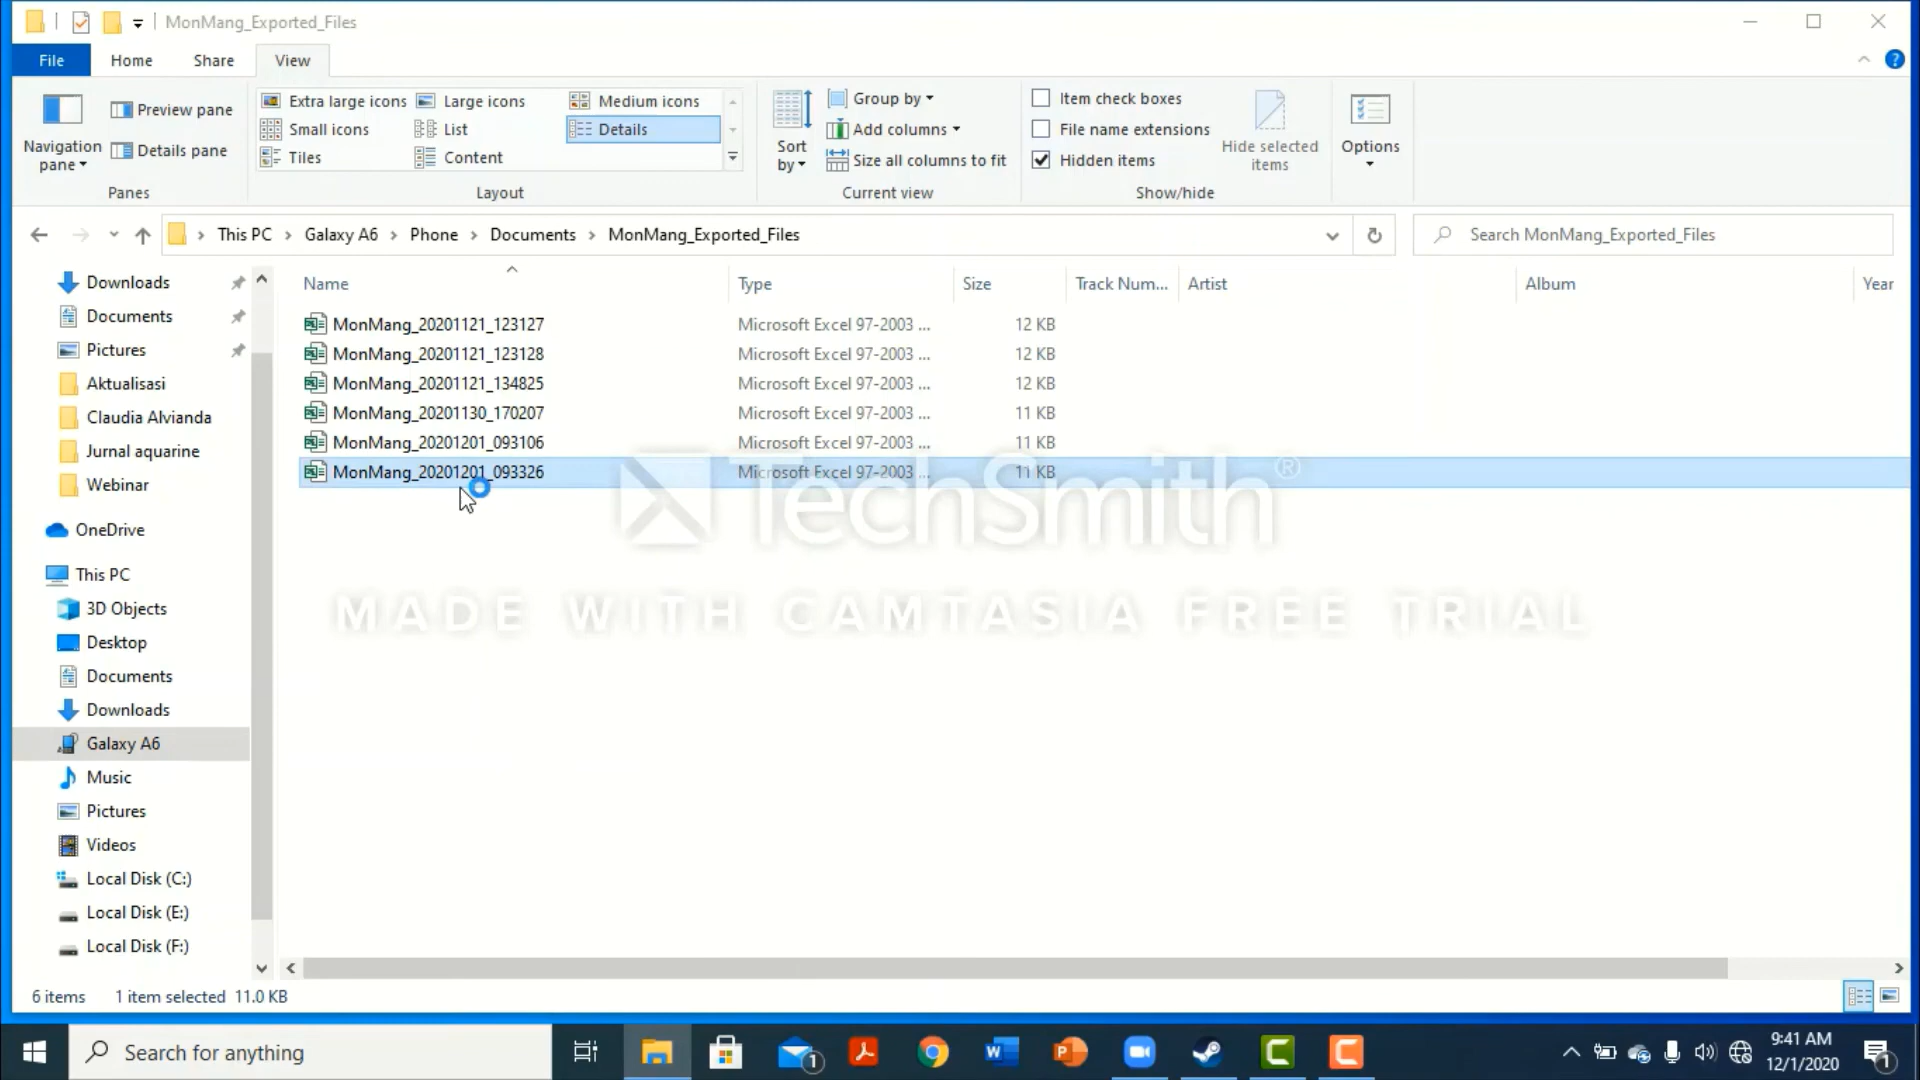 MonMang_Exported_Files
File Home Share View
Navigation pane
Preview pane
Details pane
Panes
Extra large icons Large icons Medium icons
Small icons List Details
Tiles Content
Layout
Sort by
Group by
Add columns
Size all columns to fit
Current view
Item check boxes
File name extensions
Hidden items
Hide selected items
Show/hide
Options
This PC > Galaxy A6 > Phone > Documents > MonMang_Exported_Files
Search MonMang_Exported_Files
Downloads
Documents
Pictures
Aktualisasi
Claudia Alvianda
Jurnal aquarine
Webinar
OneDrive
This PC
3D Objects
Desktop
Documents
Downloads
Galaxy A6
Music
Pictures
Videos
Local Disk (C:)
Local Disk (E:)
Local Disk (F:)
Name Type Size Track Num... Artist Album Year
MonMang_20201121_123127 Microsoft Excel 97-2003 ... 12 KB
MonMang_20201121_123128 Microsoft Excel 97-2003 ... 12 KB
MonMang_20201121_134825 Microsoft Excel 97-2003 ... 12 KB
MonMang_20201130_170207 Microsoft Excel 97-2003 ... 11 KB
MonMang_20201201_093106 Microsoft Excel 97-2003 ... 11 KB
MonMang_20201201_093326 Microsoft Excel 97-2003 ... 11 KB
TechSmith®
MADE WITH CAMTASIA FREE TRIAL
6 items 1 item selected 11.0 KB
Search for anything
1
9:41 AM
12/1/2020
1